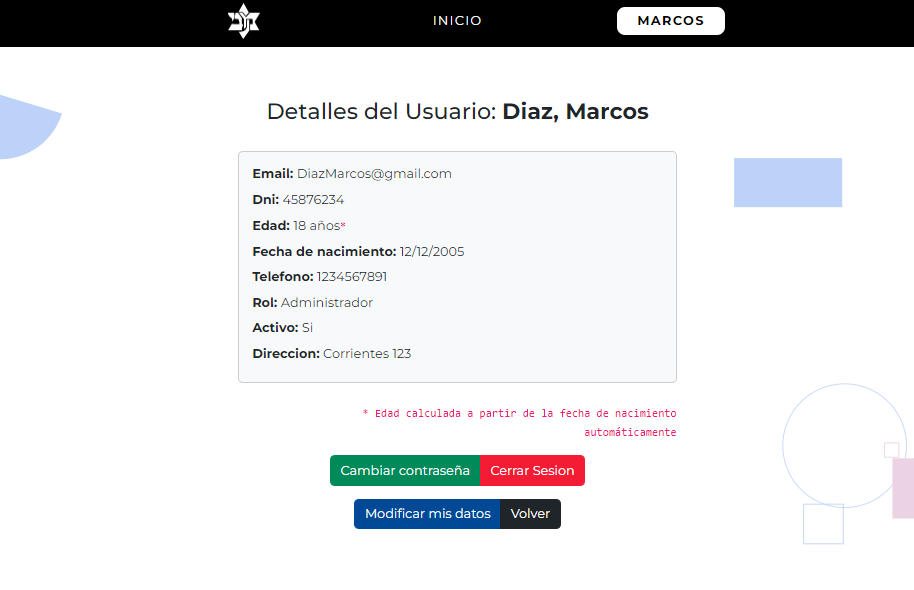 INICIO
MARCOS
Detalles del Usuario: Diaz, Marcos
Email: DiazMarcos@gmail.com
Dni: 45876234
Edad: 18 años*
Fecha de nacimiento: 12/12/2005
Telefono: 1234567891
Rol: Administrador
Activo: Si
Direccion: Corrientes 123
* Edad calculada a partir de la fecha de nacimiento
automáticamente
Cambiar contraseña Cerrar Sesion
Modificar mis datos Volver